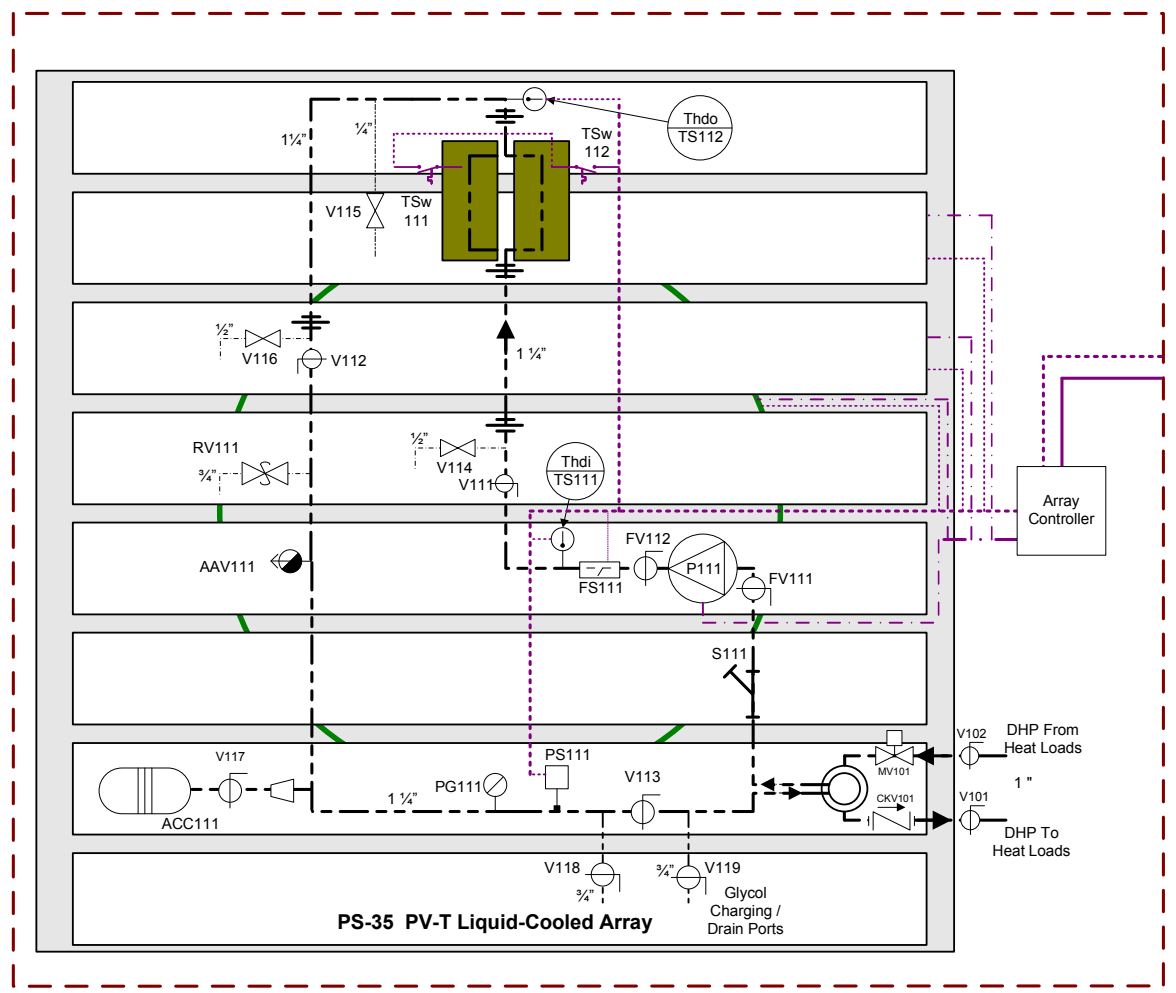 Thdo
TS112
¼”
1¼”
TSw
112
TSw
111
V115
½”
V116
V112
1 ¼”
RV111
¾”
½”
V114
V111
Thdi
TS111
Array
Controller
AAV111
FV112
P111
FS111
FV111
S111
V117
ACC111
PG111
PS111
1 ¼”
V113
MV101
V102
DHP From
Heat Loads
1 "
CKV101
V101
DHP To
Heat Loads
V118
¾”
¾”
V119
Glycol
Charging /
Drain Ports
PS-35 PV-T Liquid-Cooled Array